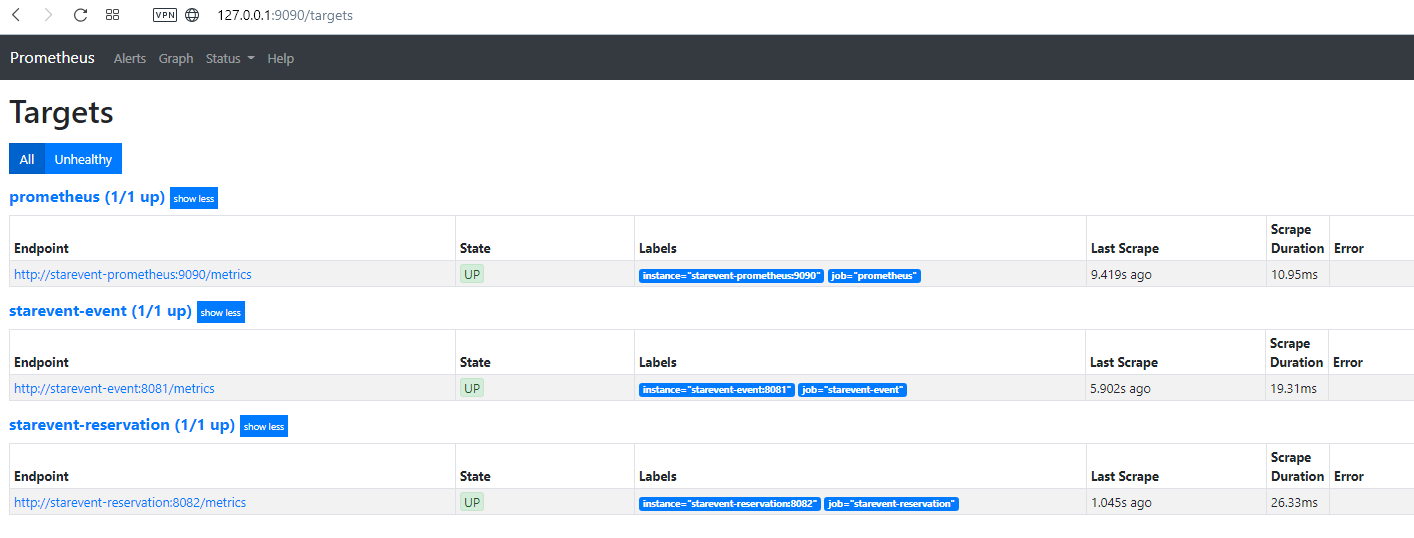 VPN 127.0.0.1:9090/targets
Prometheus Alerts Graph Status Help
Targets
All Unhealthy
prometheus (1/1 up) show less
Endpoint State Labels Last Scrape Scrape Duration Error
http://starevent-prometheus:9090/metrics UP instance="starevent-prometheus:9090" job="prometheus" 9.419s ago 10.95ms
starevent-event (1/1 up) show less
Endpoint State Labels Last Scrape Scrape Duration Error
http://starevent-event:8081/metrics UP instance="starevent-event:8081" job="starevent-event" 5.902s ago 19.31ms
starevent-reservation (1/1 up) show less
Endpoint State Labels Last Scrape Scrape Duration Error
http://starevent-reservation:8082/metrics UP instance="starevent-reservation:8082" job="starevent-reservation" 1.045s ago 26.33ms